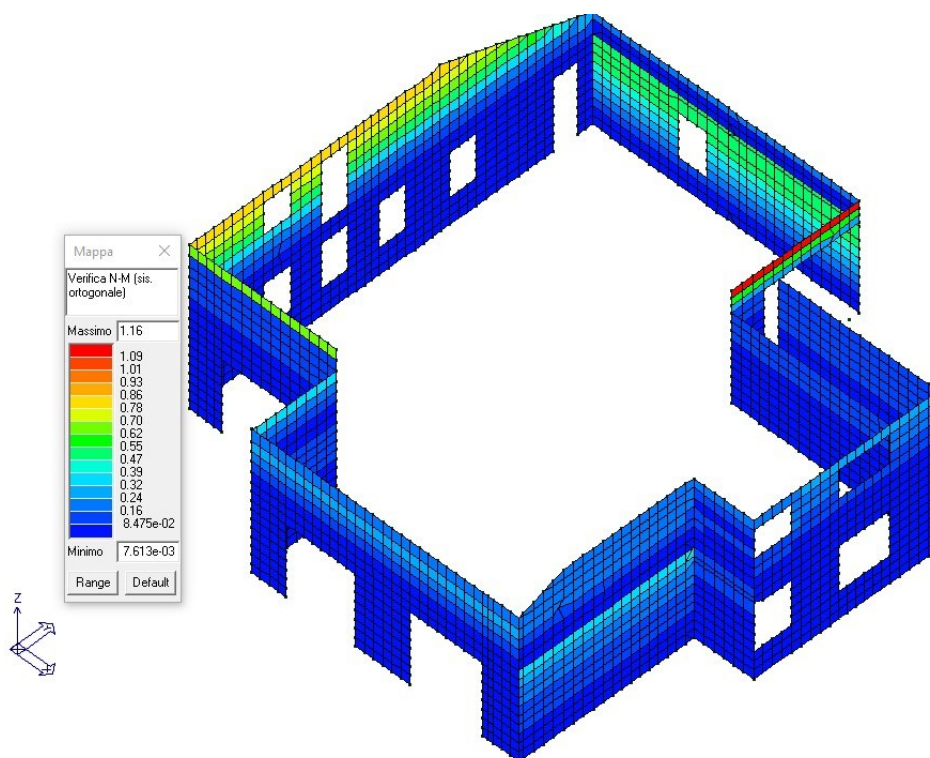 Mappa
Verifica N-M (sis.
ortogonale)
Massimo 1.16
1.09
1.01
0.93
0.86
0.78
0.70
0.62
0.55
0.47
0.39
0.32
0.24
0.16
8.475e-02
Minimo 7.613e-03
Range Default
Z